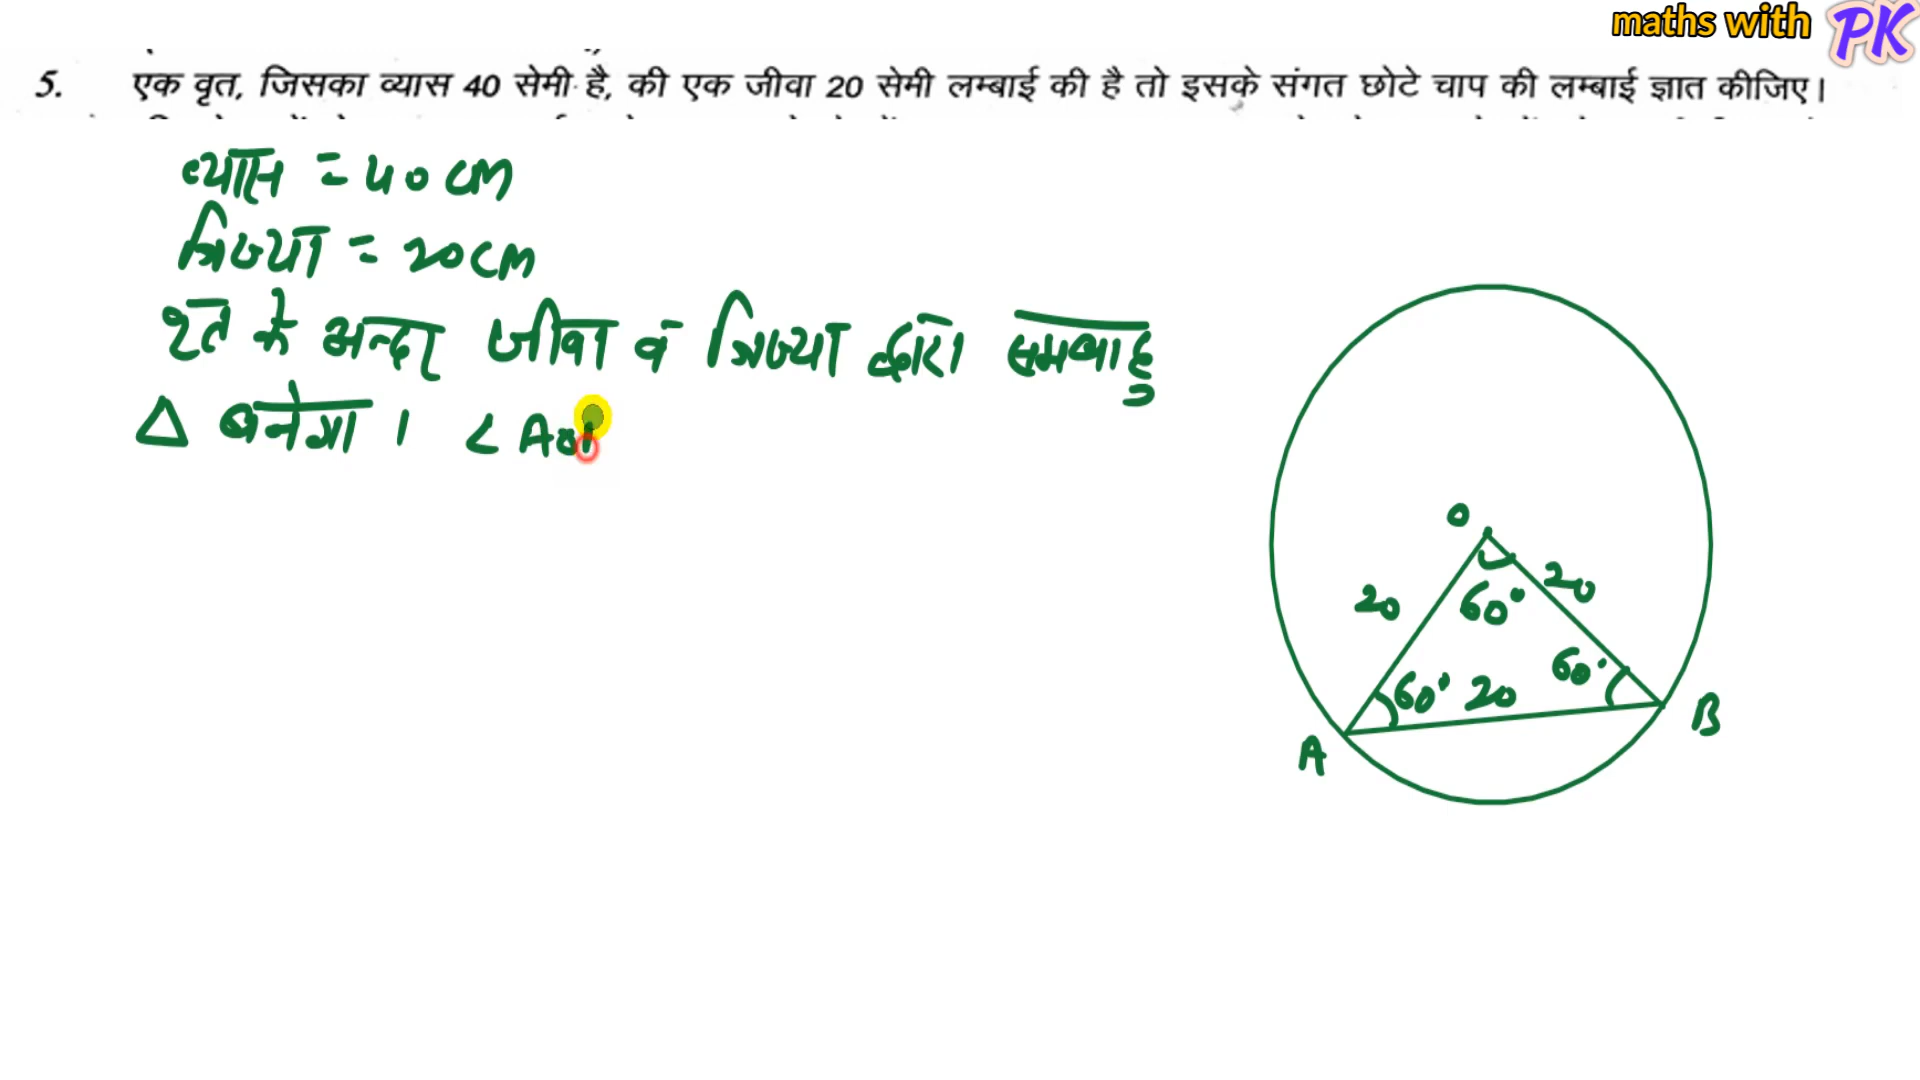 maths with PK
5. एक वृत, जिसका व्यास 40 सेमी है, की एक जीवा 20 सेमी लम्बाई की है तो इसके संगत छोटे चाप की लम्बाई ज्ञात कीजिए।
व्यास = 40 cm
त्रिज्या = 20 cm
वृत के अन्दर जीवा व त्रिज्या द्वारा समबाहु
Δ बनेगा । < AO
O
20 20
60°
60° 20 60°
A B